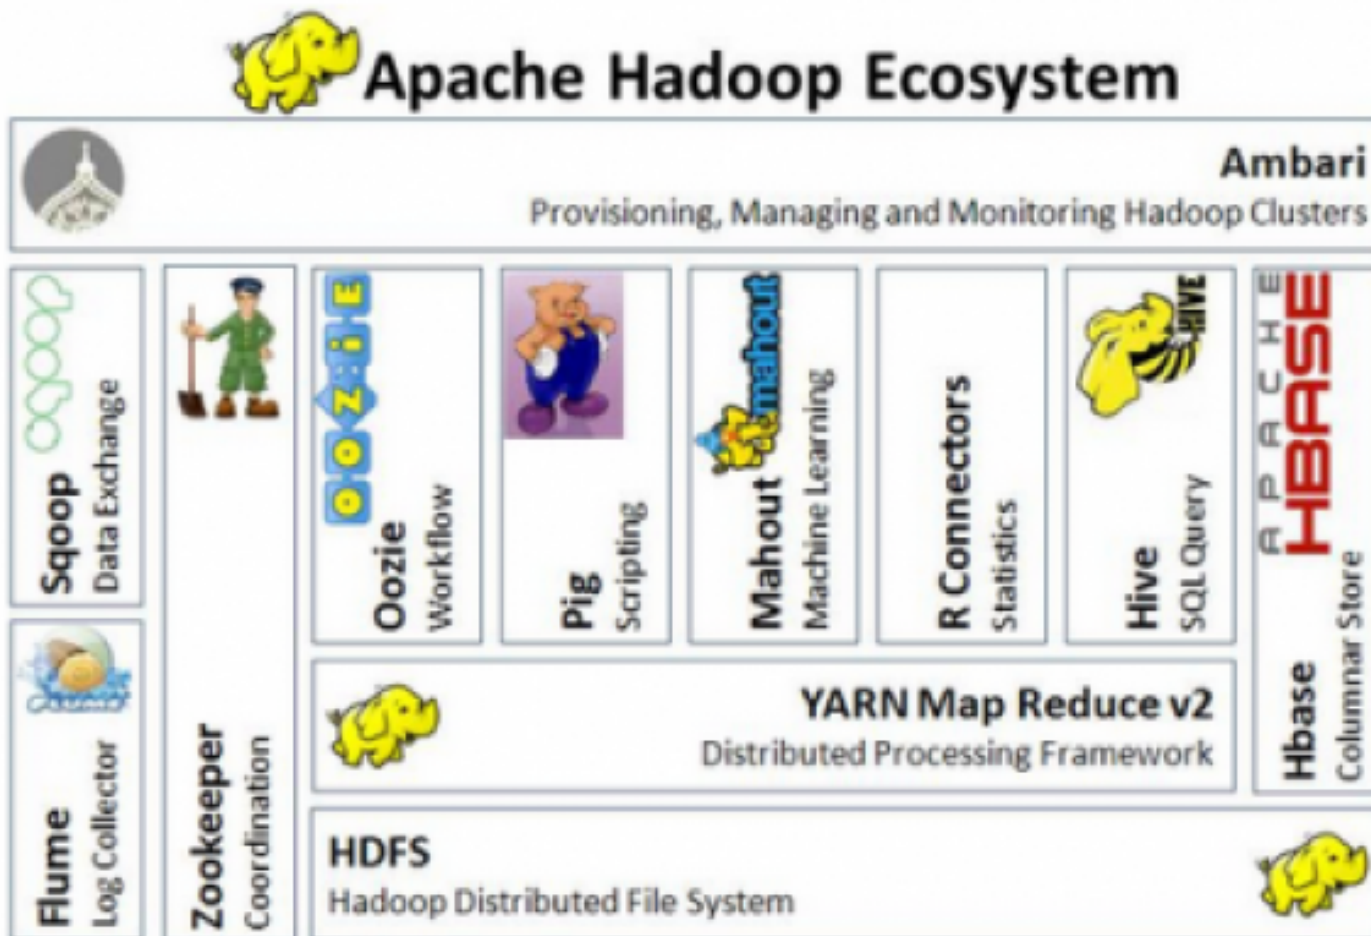 Apache Hadoop Ecosystem
Ambari
Provisioning, Managing and Monitoring Hadoop Clusters
Sqoop
Data Exchange
Flume
FLUME
Log Collector
Zookeeper
Coordination
OOZIE
Oozie
Workflow
Pig
Scripting
mahout
Mahout
Machine Learning
R Connectors
Statistics
HIVE
Hive
SQL Query
APACHE
HBASE
Hbase
Columnar Store
YARN Map Reduce v2
Distributed Processing Framework
HDFS
Hadoop Distributed File System